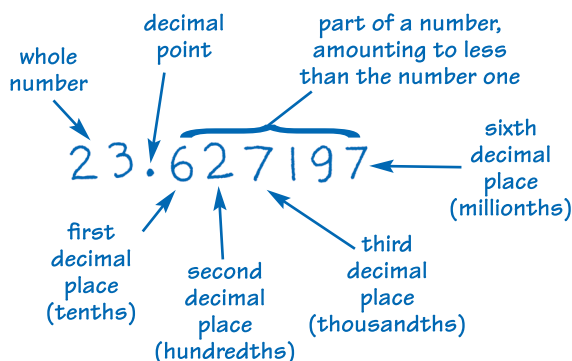 whole
number
decimal
point
part of a number,
amounting to less
than the number one
23.627197
sixth
decimal
place
(millionths)
first
decimal
place
(tenths)
second
decimal
place
(hundredths)
third
decimal
place
(thousandths)